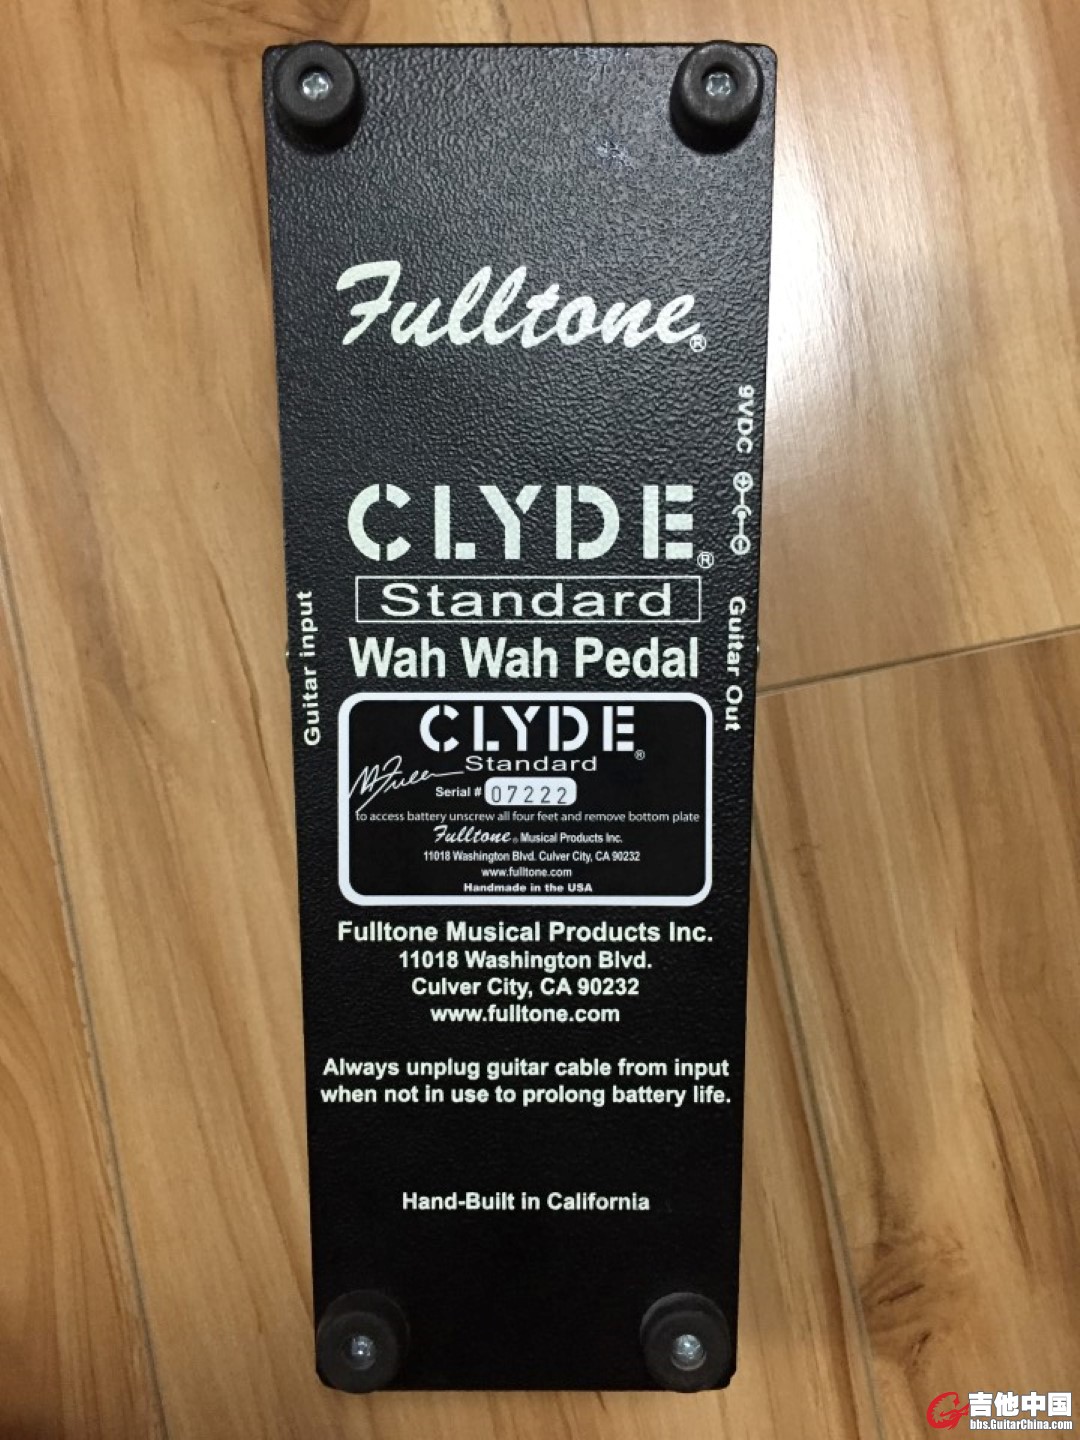 Fulltone®
9VDC
CLYDE®
Standard
Wah Wah Pedal
Guitar input
Guitar Out
CLYDE®
Standard
Serial # 07222
to access battery unscrew all four feet and remove bottom plate
Fulltone® Musical Products Inc.
11018 Washington Blvd. Culver City, CA 90232
www.fulltone.com
Handmade in the USA
Fulltone Musical Products Inc.
11018 Washington Blvd.
Culver City, CA 90232
www.fulltone.com
Always unplug guitar cable from input
when not in use to prolong battery life.
Hand-Built in California
吉他中国
bbs.GuitarChina.com